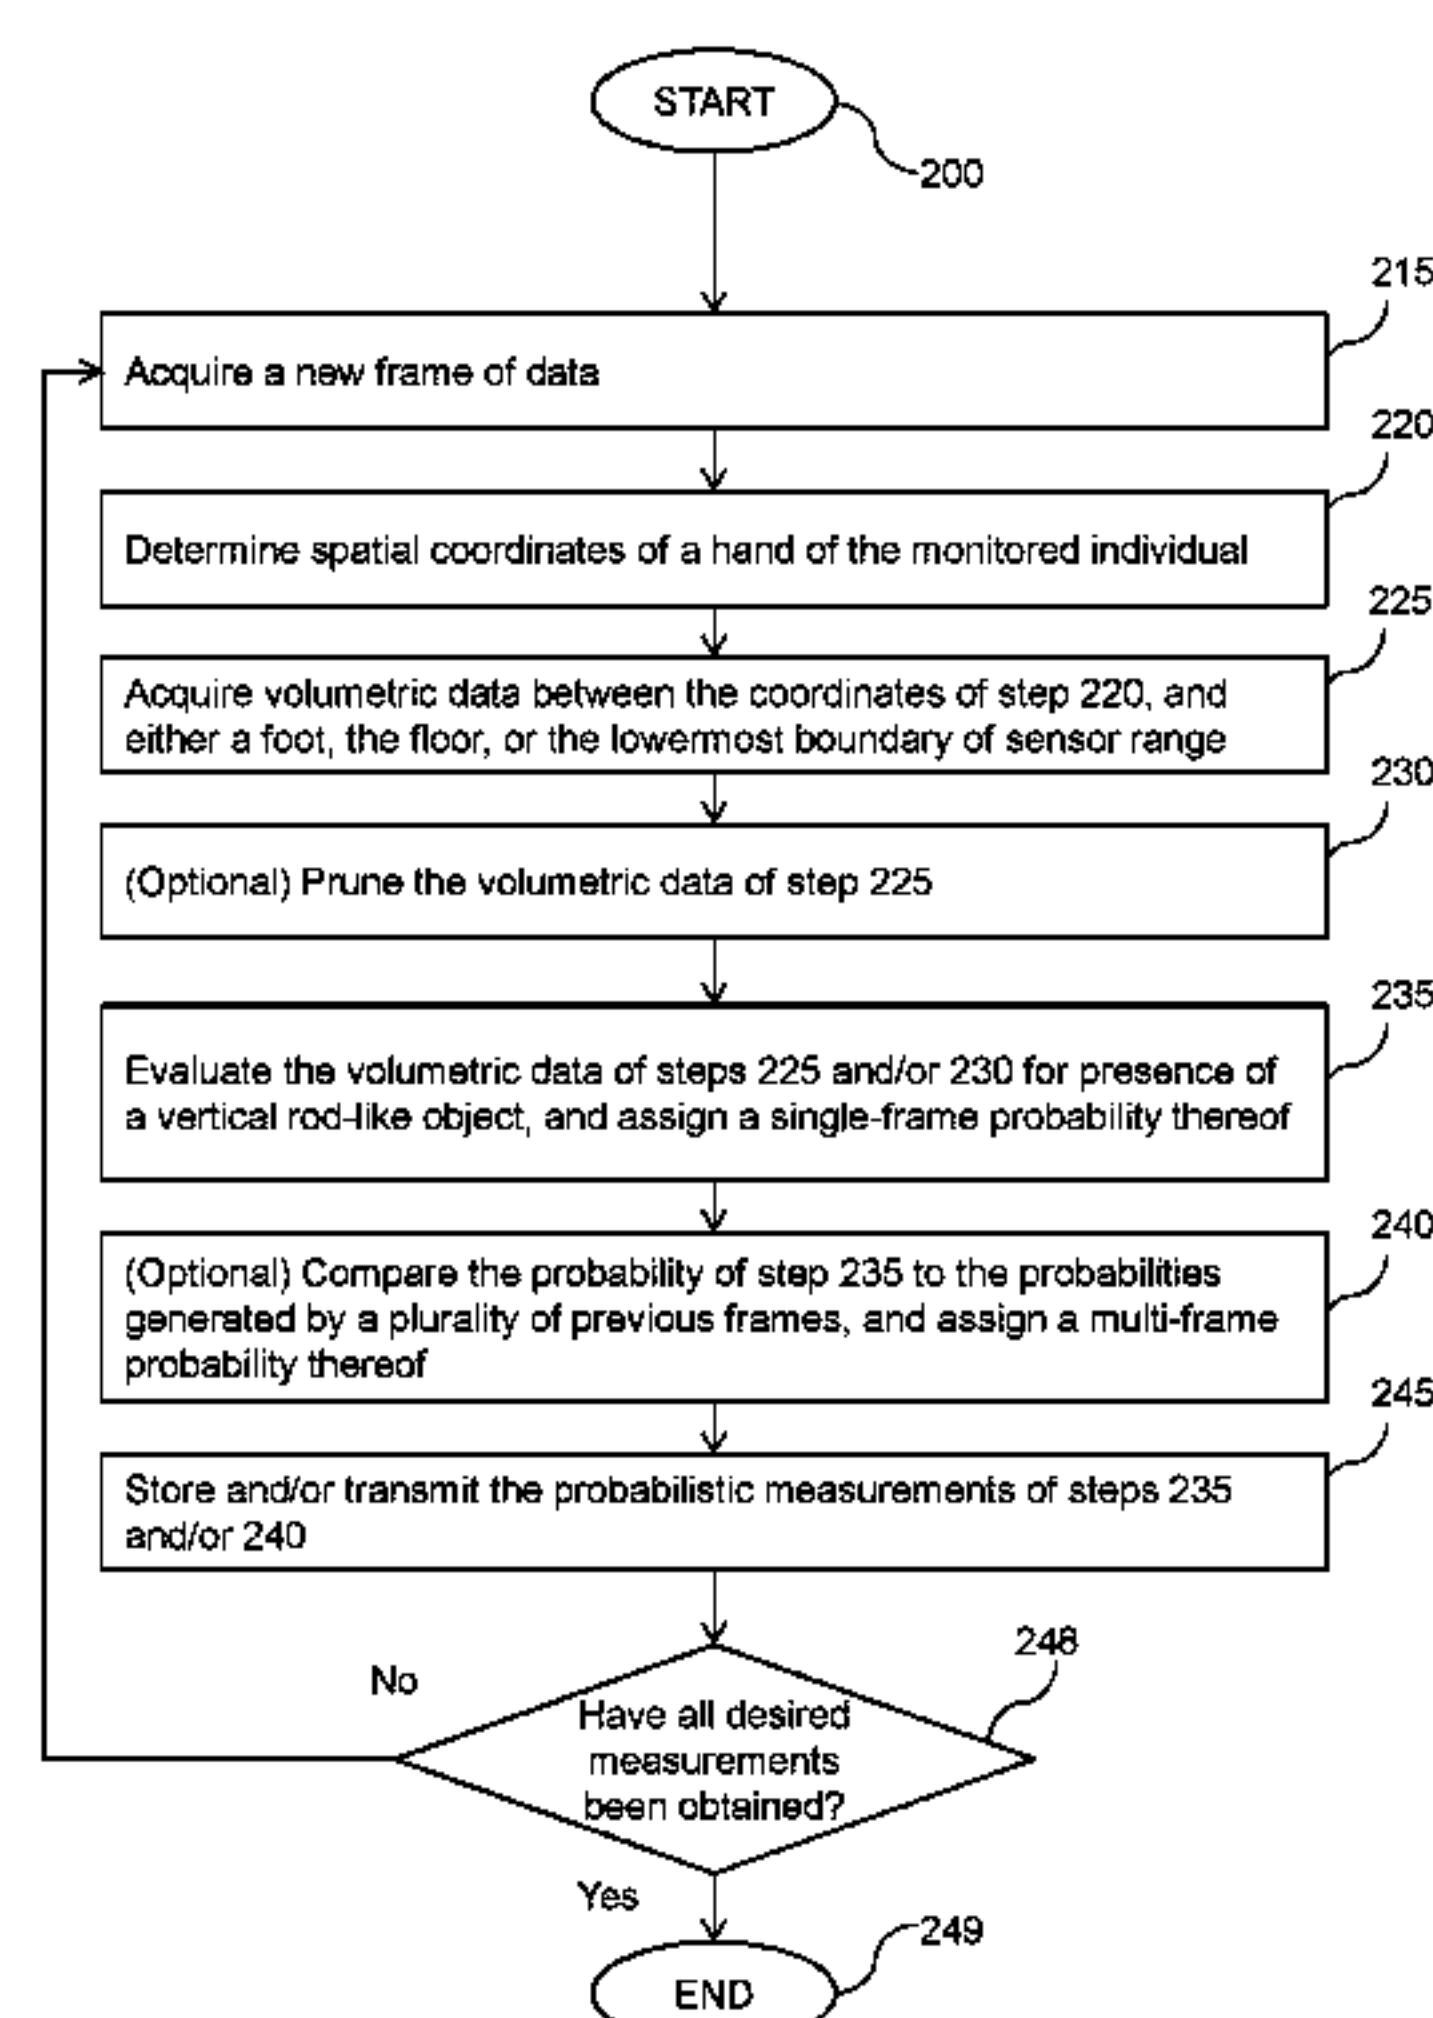 START
200
215
Acquire a new frame of data
220
Determine spatial coordinates of a hand of the monitored individual
225
Acquire volumetric data between the coordinates of step 220, and
either a foot, the floor, or the lowermost boundary of sensor range
230
(Optional) Prune the volumetric data of step 225
235
Evaluate the volumetric data of steps 225 and/or 230 for presence of
a vertical rod-like object, and assign a single-frame probability thereof
240
(Optional) Compare the probability of step 235 to the probabilities
generated by a plurality of previous frames, and assign a multi-frame
probability thereof
245
Store and/or transmit the probabilistic measurements of steps 235
and/or 240
248
No
Have all desired
measurements
been obtained?
Yes
249
END